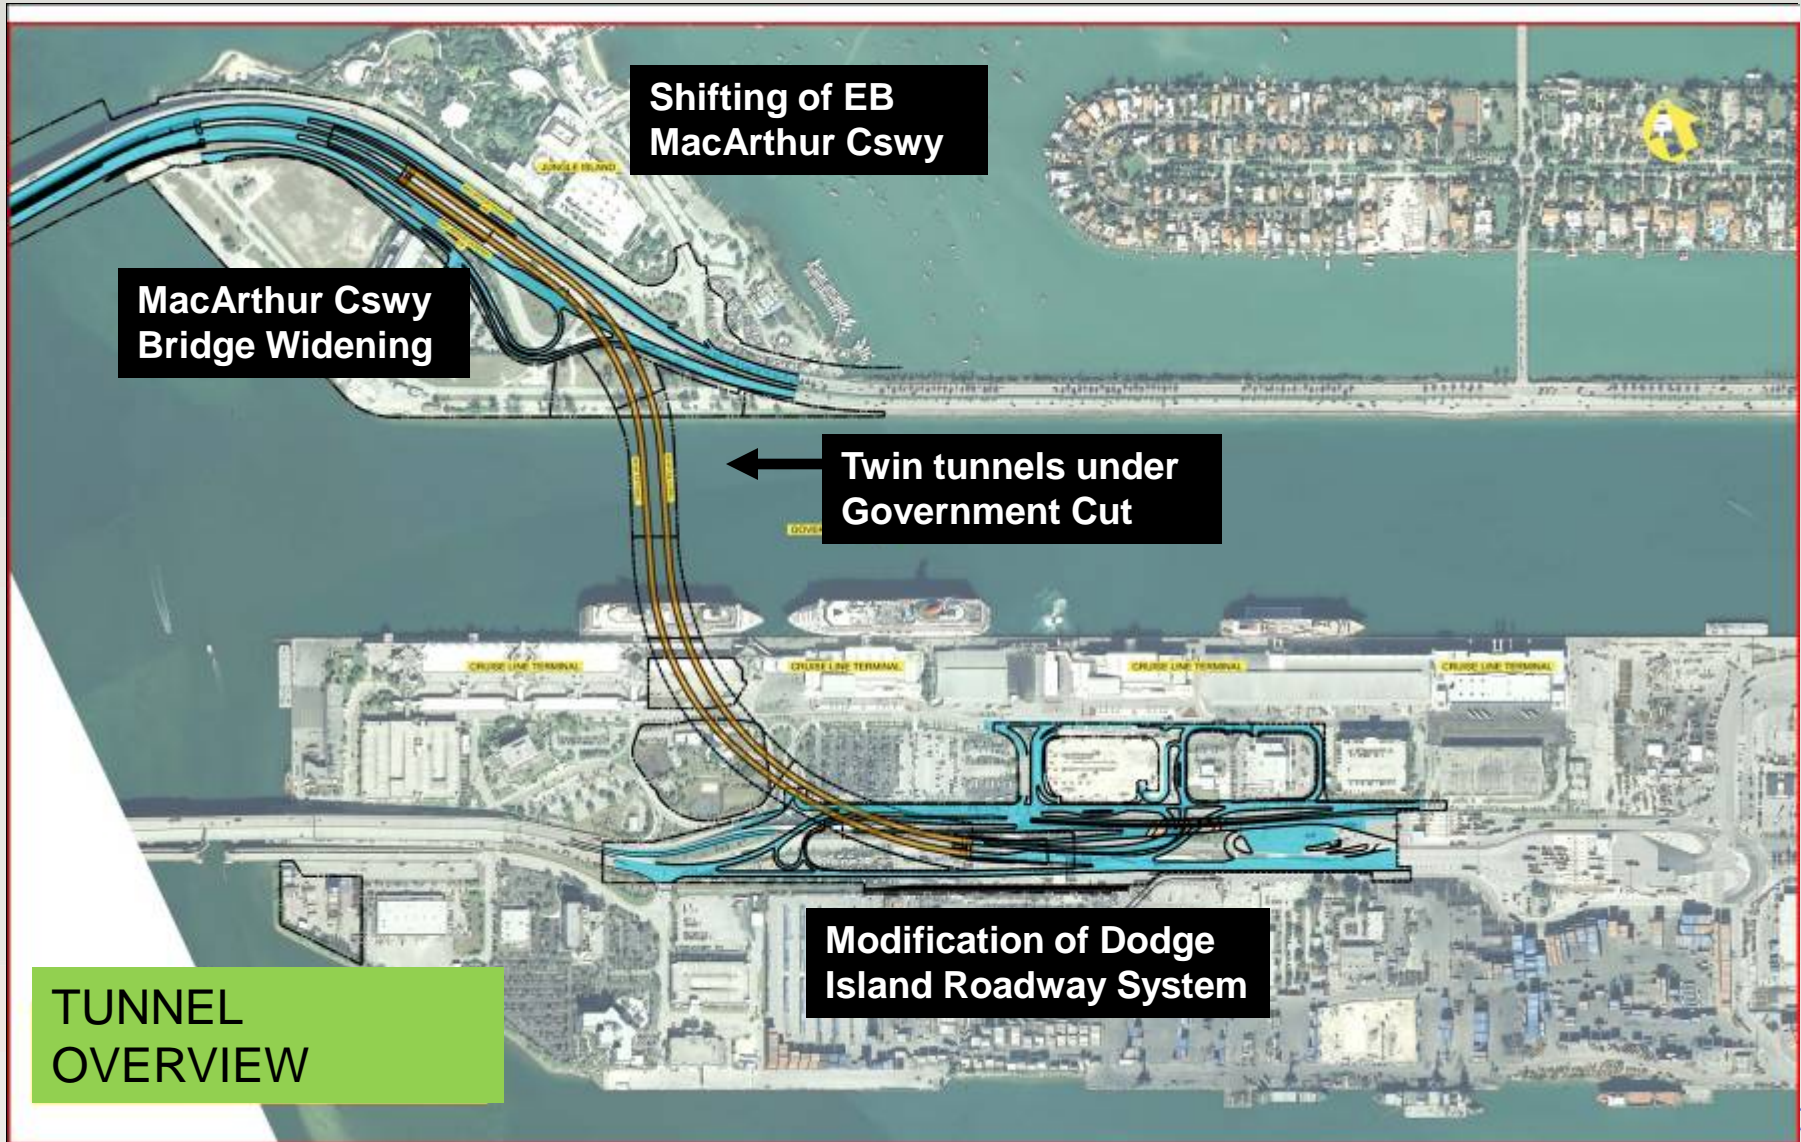 Shifting of EB
MacArthur Cswy
JUNGLE ISLAND
MacArthur Cswy
Bridge Widening
Twin tunnels under
Government Cut
CRUISE LINE TERMINAL
CRUISE LINE TERMINAL
CRUISE LINE TERMINAL
CRUISE LINE TERMINAL
Modification of Dodge
Island Roadway System
TUNNEL
OVERVIEW